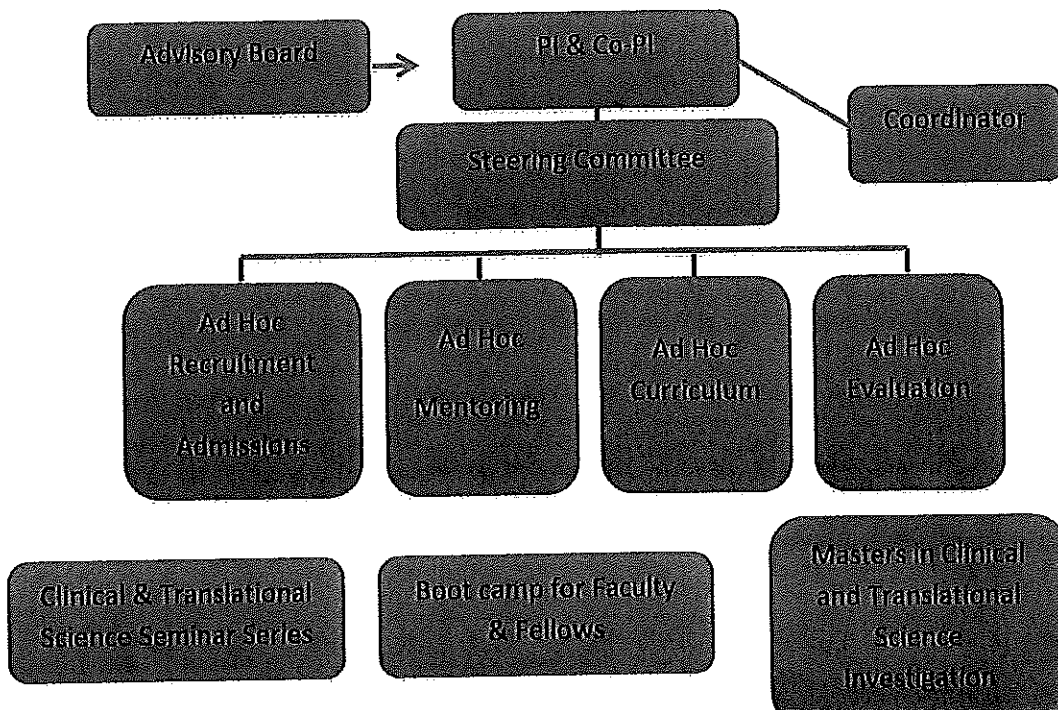 Advisory Board
PI & Co-PI
Coordinator
Steering Committee
Ad Hoc
Recruitment
and
Admissions
Ad Hoc
Mentoring
Ad Hoc
Curriculum
Ad Hoc
Evaluation
Clinical & Translational
Science Seminar Series
Boot camp for Faculty
& Fellows
Masters in Clinical
and Translational
Science
Investigation